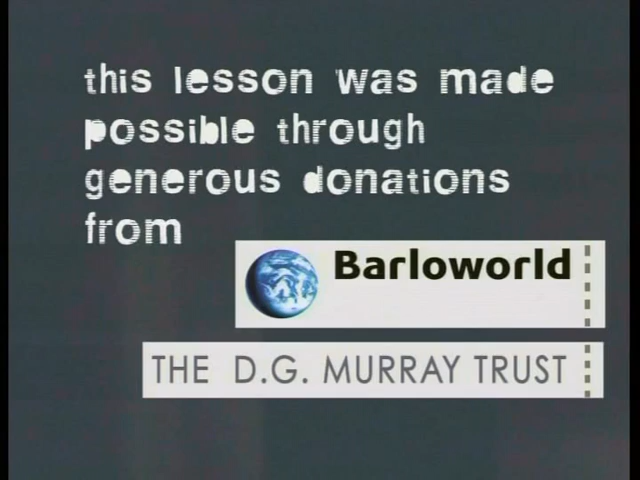 this lesson was made
possible through
generous donations
from
Barloworld
THE D.G. MURRAY TRUST